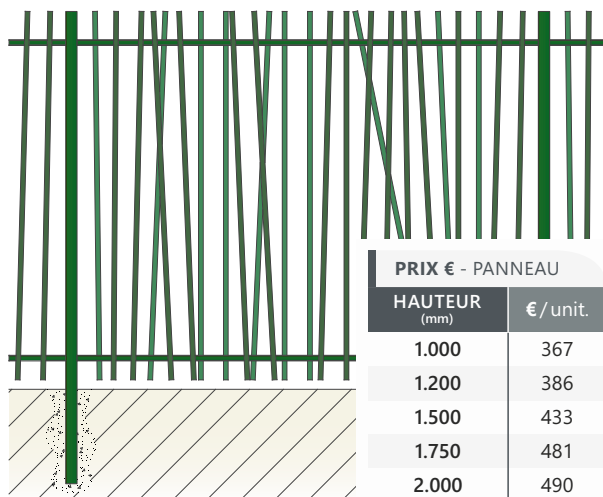 PRIX € - PANNEAU
HAUTEUR €/unit.
(mm)
1.000 367
1.200 386
1.500 433
1.750 481
2.000 490